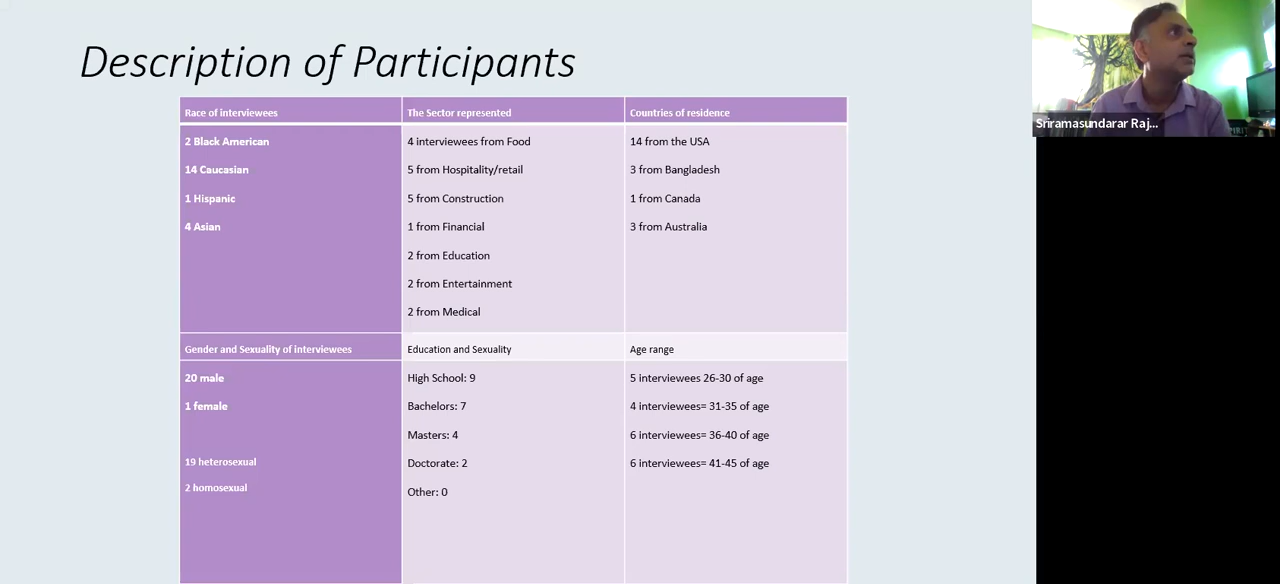 Description of Participants
Race of interviewees
The Sector represented
Countries of residence
2 Black American
4 interviewees from Food
14 from the USA
14 Caucasian
5 from Hospitality/retail
3 from Bangladesh
1 Hispanic
5 from Construction
1 from Canada
4 Asian
1 from Financial
3 from Australia
2 from Education
2 from Entertainment
2 from Medical
Gender and Sexuality of interviewees
Education and Sexuality
Age range
20 male
High School: 9
5 interviewees 26-30 of age
1 female
Bachelors: 7
4 interviewees= 31-35 of age
Masters: 4
6 interviewees= 36-40 of age
19 heterosexual
Doctorate: 2
6 interviewees= 41-45 of age
2 homosexual
Other: 0
Sriramasundarar Raj...